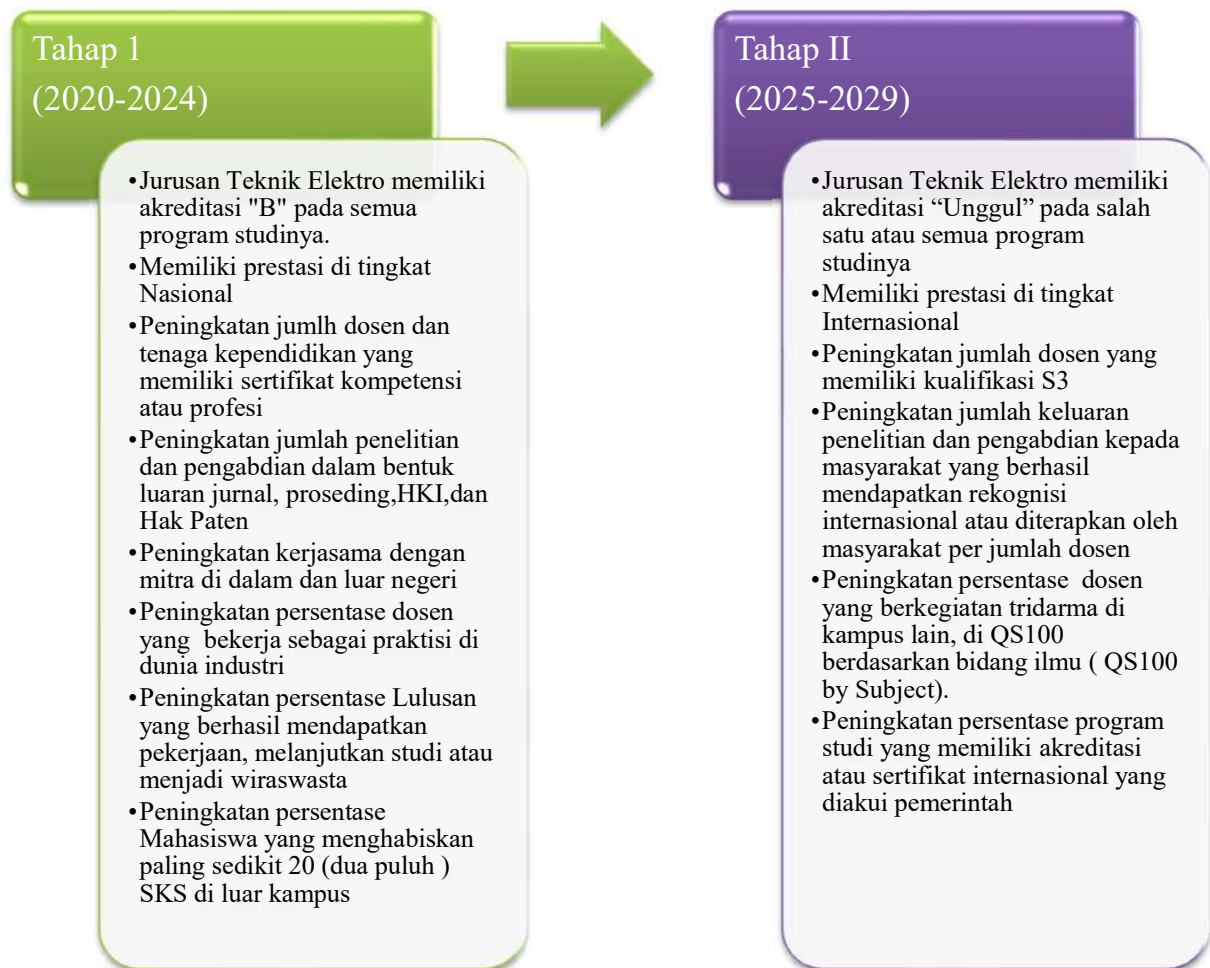 Tahap 1
(2020-2024)
•Jurusan Teknik Elektro memiliki
akreditasi "B" pada semua
program studinya.
•Memiliki prestasi di tingkat
Nasional
•Peningkatan jumlh dosen dan
tenaga kependidikan yang
memiliki sertifikat kompetensi
atau profesi
•Peningkatan jumlah penelitian
dan pengabdian dalam bentuk
luaran jurnal, proseding,HKI,dan
Hak Paten
•Peningkatan kerjasama dengan
mitra di dalam dan luar negeri
•Peningkatan persentase dosen
yang  bekerja sebagai praktisi di
dunia industri
•Peningkatan persentase Lulusan
yang berhasil mendapatkan
pekerjaan, melanjutkan studi atau
menjadi wiraswasta
•Peningkatan persentase
Mahasiswa yang menghabiskan
paling sedikit 20 (dua puluh )
SKS di luar kampus
Tahap II
(2025-2029)
•Jurusan Teknik Elektro memiliki
akreditasi “Unggul” pada salah
satu atau semua program
studinya
•Memiliki prestasi di tingkat
Internasional
•Peningkatan jumlah dosen yang
memiliki kualifikasi S3
•Peningkatan jumlah keluaran
penelitian dan pengabdian kepada
masyarakat yang berhasil
mendapatkan rekognisi
internasional atau diterapkan oleh
masyarakat per jumlah dosen
•Peningkatan persentase  dosen
yang berkegiatan tridarma di
kampus lain, di QS100
berdasarkan bidang ilmu ( QS100
by Subject).
•Peningkatan persentase program
studi yang memiliki akreditasi
atau sertifikat internasional yang
diakui pemerintah